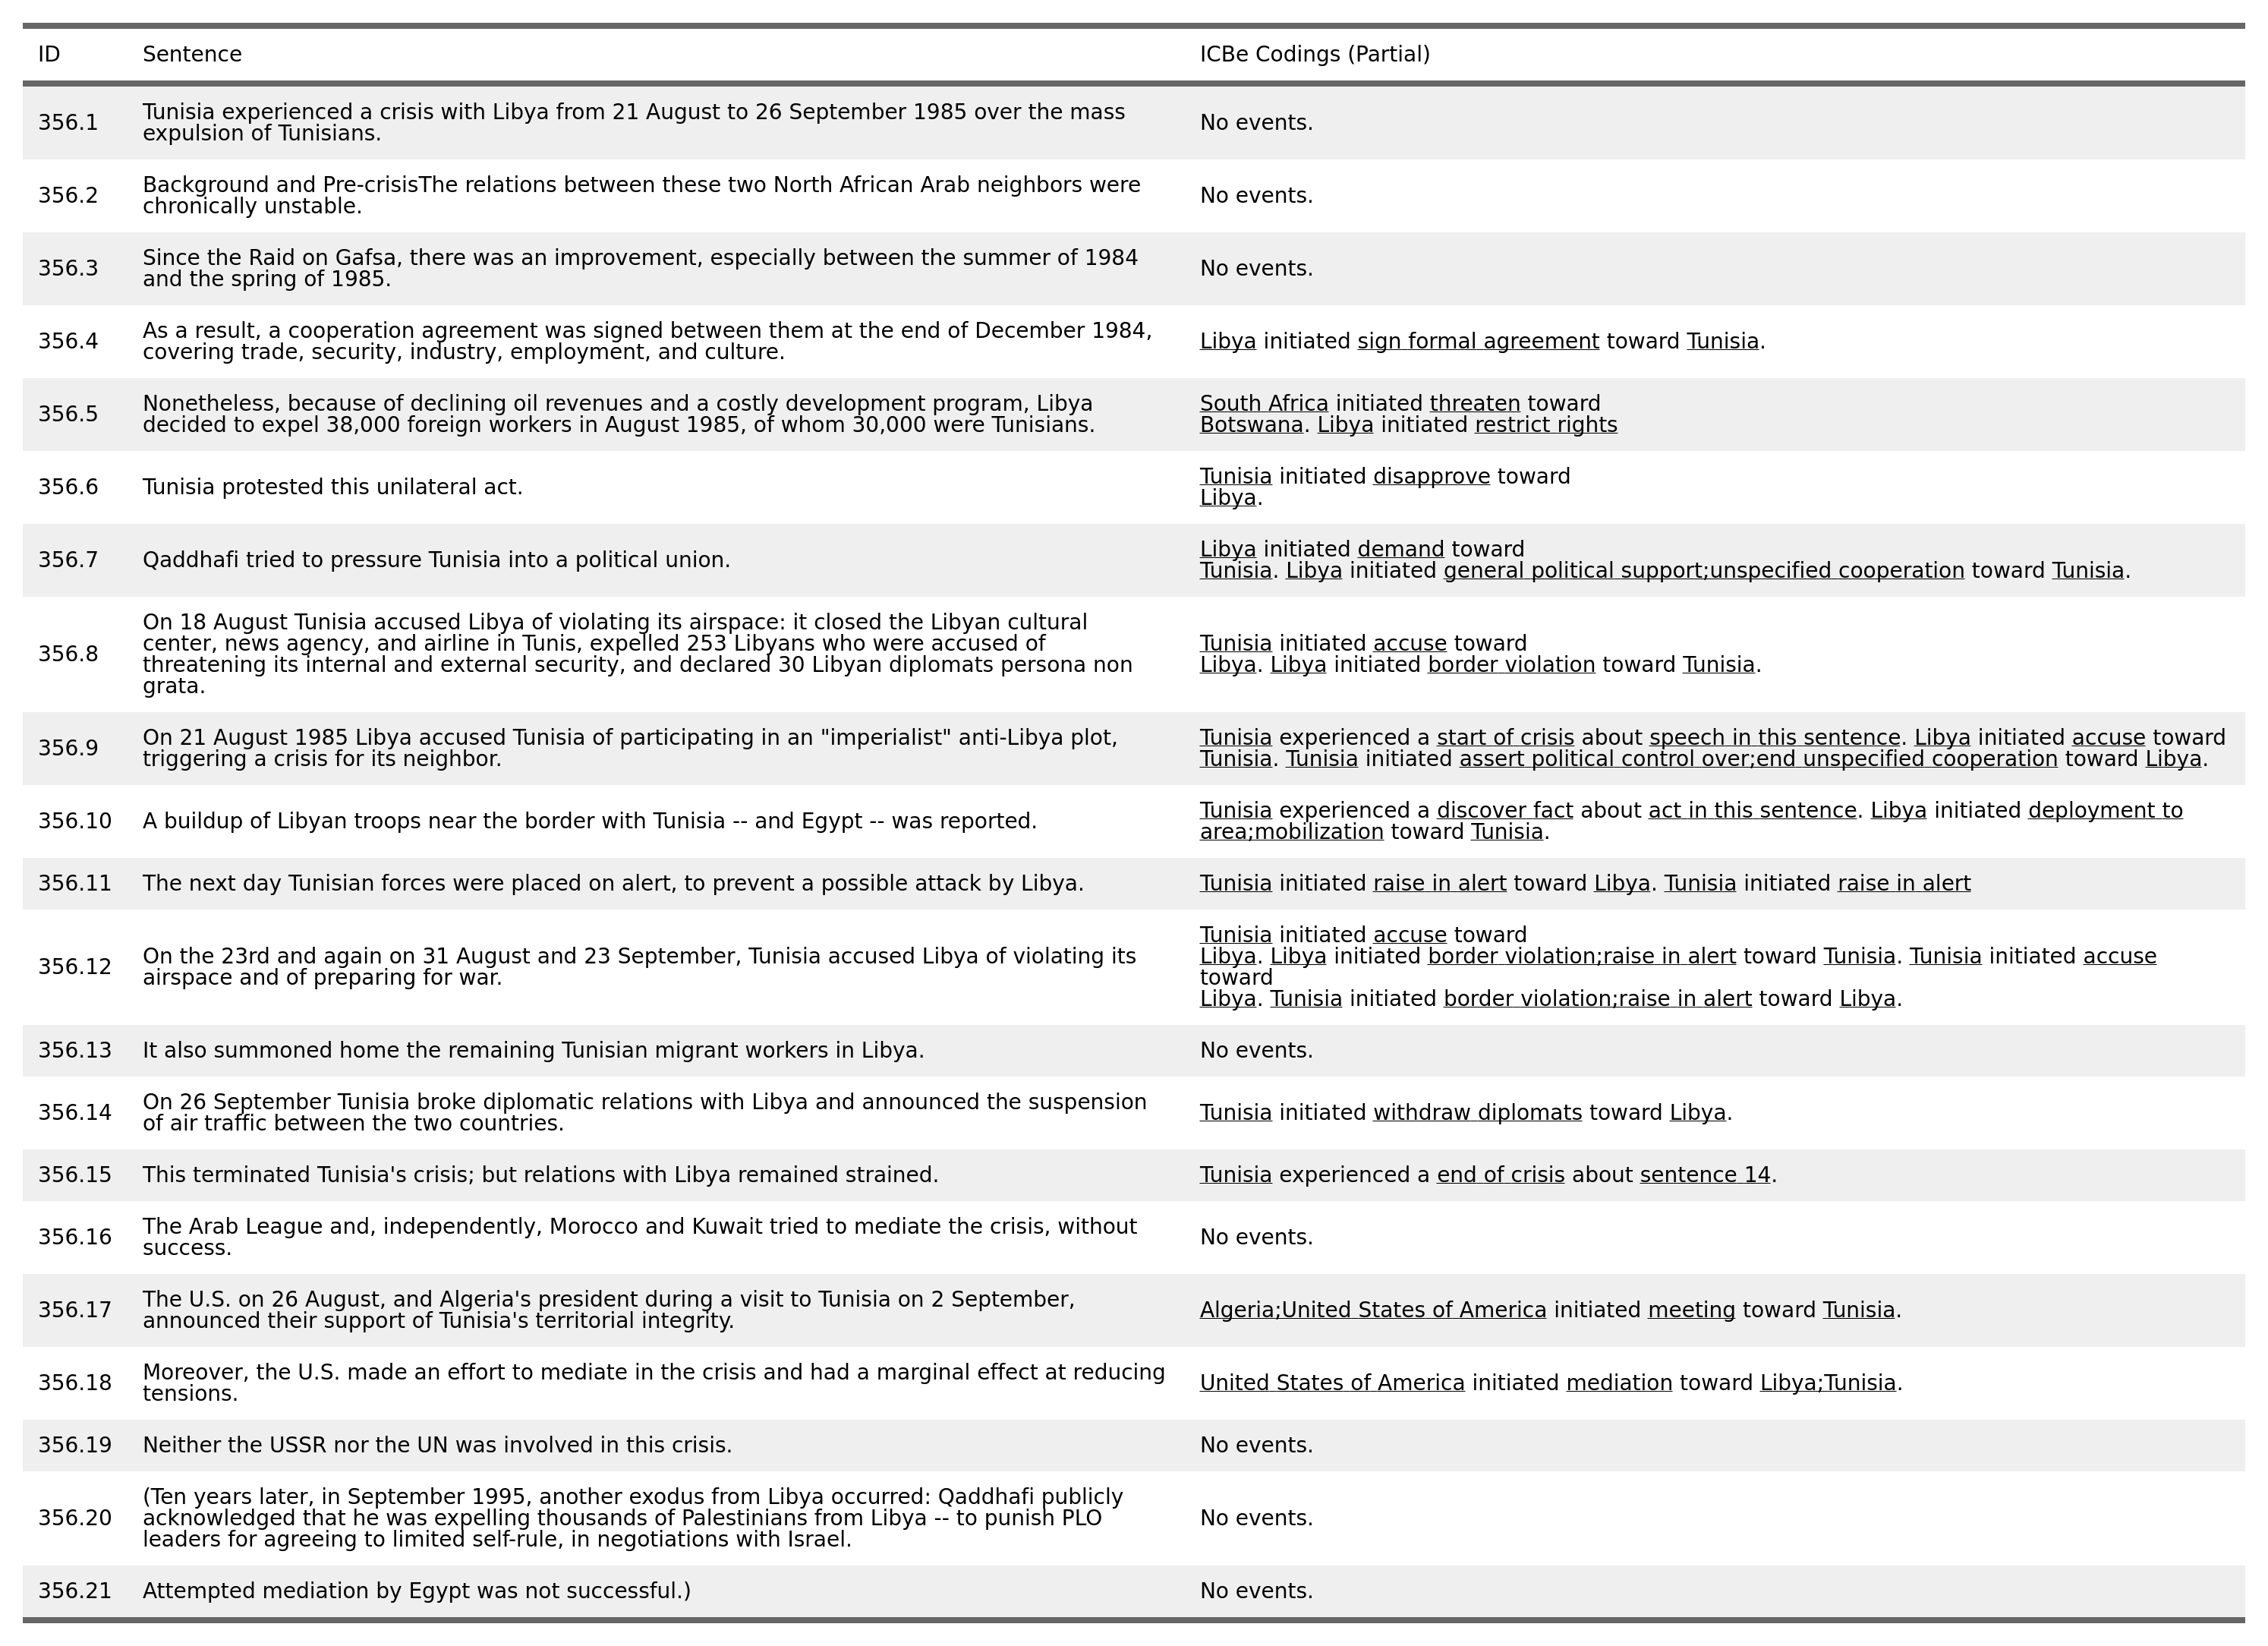 ID Sentence ICBe Codings (Partial)
356.1 Tunisia experienced a crisis with Libya from 21 August to 26 September 1985 over the mass
expulsion of Tunisians.
No events.
356.2 Background and Pre-crisisThe relations between these two North African Arab neighbors were
chronically unstable.
No events.
356.3 Since the Raid on Gafsa, there was an improvement, especially between the summer of 1984
and the spring of 1985.
No events.
356.4 As a result, a cooperation agreement was signed between them at the end of December 1984,
covering trade, security, industry, employment, and culture.
Libya initiated sign formal agreement toward Tunisia.
356.5 Nonetheless, because of declining oil revenues and a costly development program, Libya
decided to expel 38,000 foreign workers in August 1985, of whom 30,000 were Tunisians.
South Africa initiated threaten toward
Botswana. Libya initiated restrict rights
356.6 Tunisia protested this unilateral act.
Tunisia initiated disapprove toward
Libya.
356.7 Qaddhafi tried to pressure Tunisia into a political union.
Libya initiated demand toward
Tunisia. Libya initiated general political support;unspecified cooperation toward Tunisia.
356.8 On 18 August Tunisia accused Libya of violating its airspace: it closed the Libyan cultural
center, news agency, and airline in Tunis, expelled 253 Libyans who were accused of
threatening its internal and external security, and declared 30 Libyan diplomats persona non
grata.
Tunisia initiated accuse toward
Libya. Libya initiated border violation toward Tunisia.
356.9 On 21 August 1985 Libya accused Tunisia of participating in an "imperialist" anti-Libya plot,
triggering a crisis for its neighbor.
Tunisia experienced a start of crisis about speech in this sentence. Libya initiated accuse toward
Tunisia. Tunisia initiated assert political control over;end unspecified cooperation toward Libya.
356.10 A buildup of Libyan troops near the border with Tunisia -- and Egypt -- was reported.
Tunisia experienced a discover fact about act in this sentence. Libya initiated deployment to
area;mobilization toward Tunisia.
356.11 The next day Tunisian forces were placed on alert, to prevent a possible attack by Libya.
Tunisia initiated raise in alert toward Libya. Tunisia initiated raise in alert
356.12 On the 23rd and again on 31 August and 23 September, Tunisia accused Libya of violating its
airspace and of preparing for war.
Tunisia initiated accuse toward
Libya. Libya initiated border violation;raise in alert toward Tunisia. Tunisia initiated accuse
toward
Libya. Tunisia initiated border violation;raise in alert toward Libya.
356.13 It also summoned home the remaining Tunisian migrant workers in Libya.
No events.
356.14 On 26 September Tunisia broke diplomatic relations with Libya and announced the suspension
of air traffic between the two countries.
Tunisia initiated withdraw diplomats toward Libya.
356.15 This terminated Tunisia's crisis; but relations with Libya remained strained.
Tunisia experienced a end of crisis about sentence 14.
356.16 The Arab League and, independently, Morocco and Kuwait tried to mediate the crisis, without
success.
No events.
356.17 The U.S. on 26 August, and Algeria's president during a visit to Tunisia on 2 September,
announced their support of Tunisia's territorial integrity.
Algeria;United States of America initiated meeting toward Tunisia.
356.18 Moreover, the U.S. made an effort to mediate in the crisis and had a marginal effect at reducing
tensions.
United States of America initiated mediation toward Libya;Tunisia.
356.19 Neither the USSR nor the UN was involved in this crisis.
No events.
356.20 (Ten years later, in September 1995, another exodus from Libya occurred: Qaddhafi publicly
acknowledged that he was expelling thousands of Palestinians from Libya -- to punish PLO
leaders for agreeing to limited self-rule, in negotiations with Israel.
No events.
356.21 Attempted mediation by Egypt was not successful.)
No events.